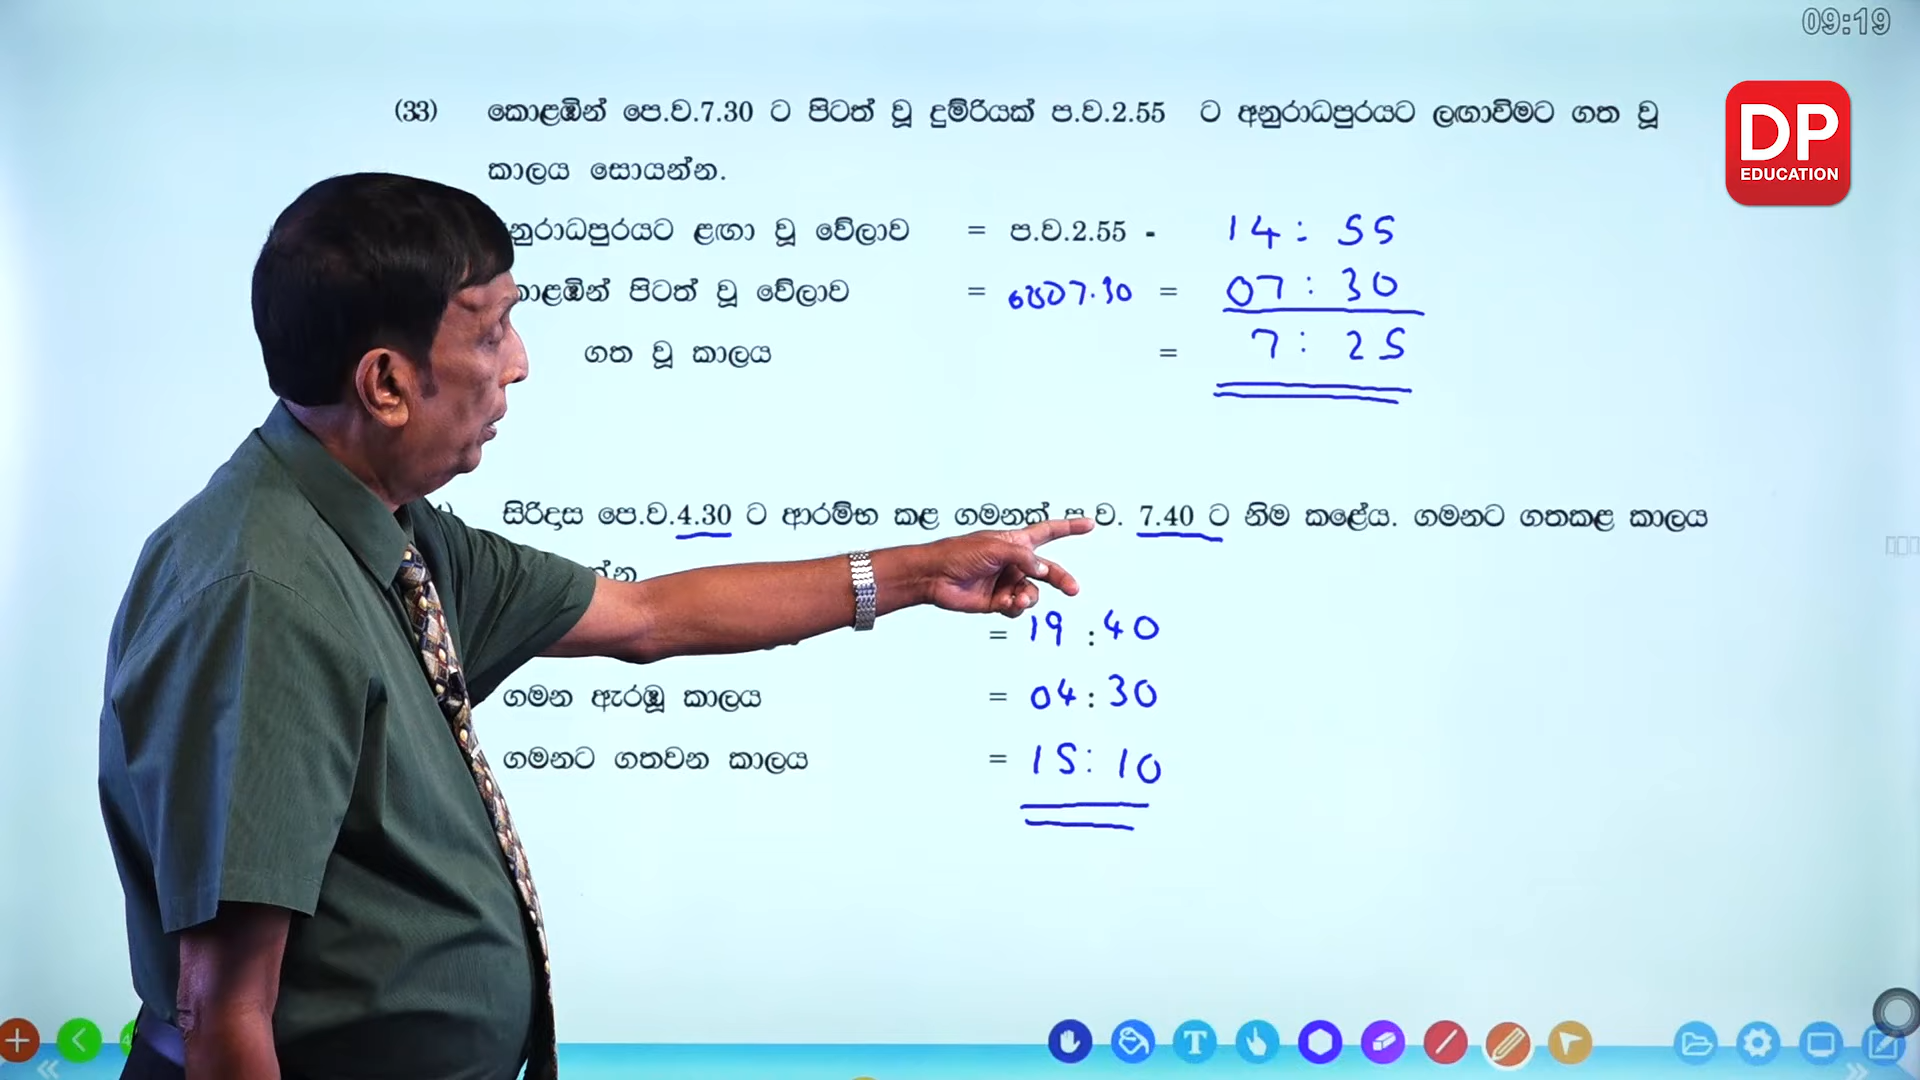 09:19
DP
EDUCATION
(33) කොළඹින් පෙ.ව.7.30 ට පිටත් වූ දුම්රියක් ප.ව.2.55 ට අනුරාධපුරයට ලඟාවිමට ගත වූ
කාලය සොයන්න.
නුරාධපුරයට ළඟා වූ වේලාව = ප.ව.2.55 - 14 : 55
ොළඹින් පිටත් වූ වේලාව = පෙව7.30 = 07 : 30
ගත වූ කාලය = 7 : 25
සිරිදාස පෙ.ව.4.30 ට ආරම්භ කළ ගමනක් ප.ව. 7.40 ට නිම කළේය. ගමනට ගතකළ කාලය
= 19 : 40
ගමන ඇරඹූ කාලය = 04 : 30
ගමනට ගතවන කාලය = 15 : 10